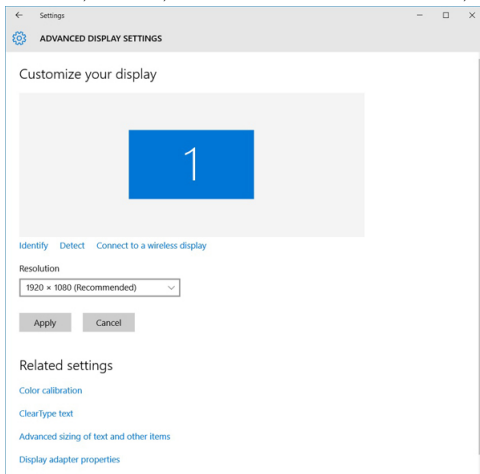 Settings
ADVANCED DISPLAY SETTINGS
Customize your display
1
Identify Detect Connect to a wireless display
Resolution
1920 × 1080 (Recommended)
Apply Cancel
Related settings
Color calibration
ClearType text
Advanced sizing of text and other items
Display adapter properties